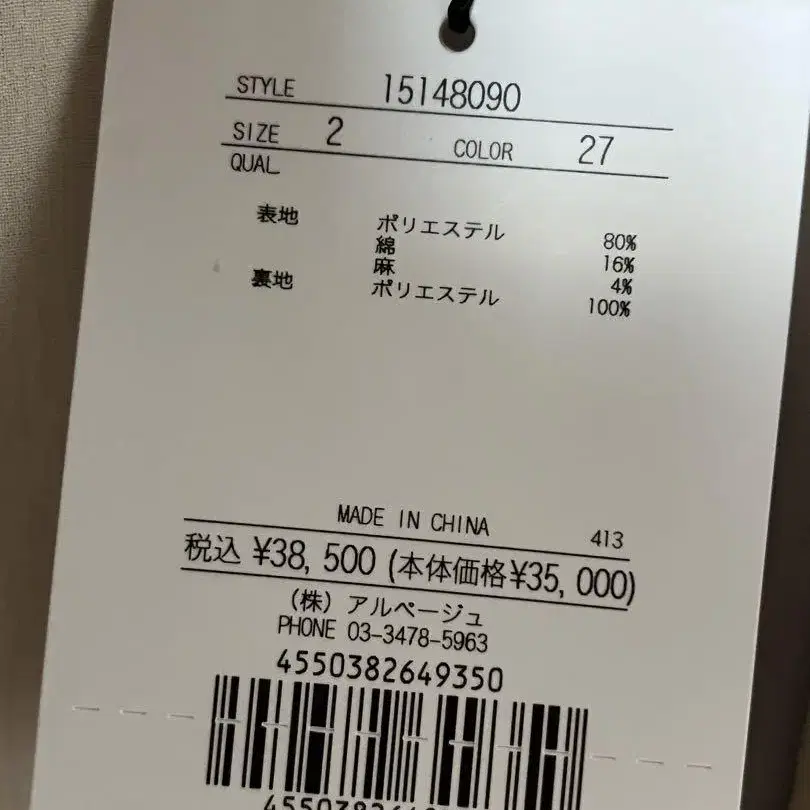 STYLE 15148090
SIZE 2 COLOR 27
QUAL
表地 ポリエステル 80%
綿 16%
麻 4%
裏地 ポリエステル 100%
MADE IN CHINA 413
税込 ¥38,500 (本体価格¥35,000)
(株) アルページュ
PHONE 03-3478-5963
4550382649350